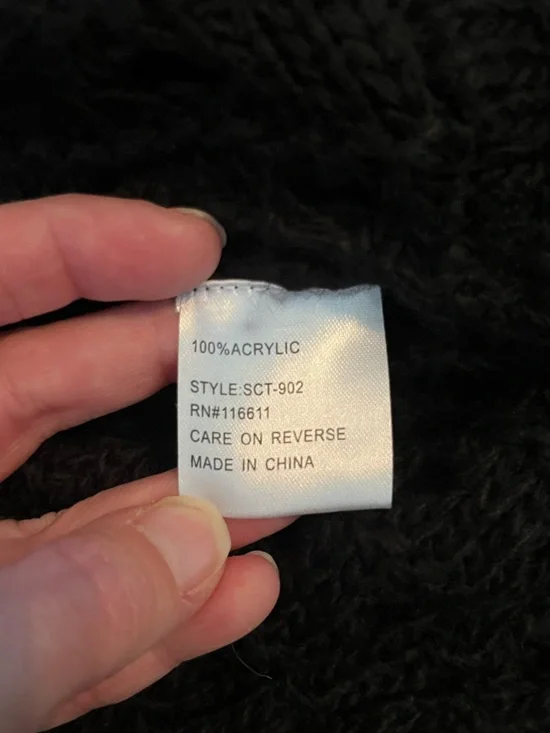 100%ACRYLIC
STYLE:SCT-902
RN#116611
CARE ON REVERSE
MADE IN CHINA